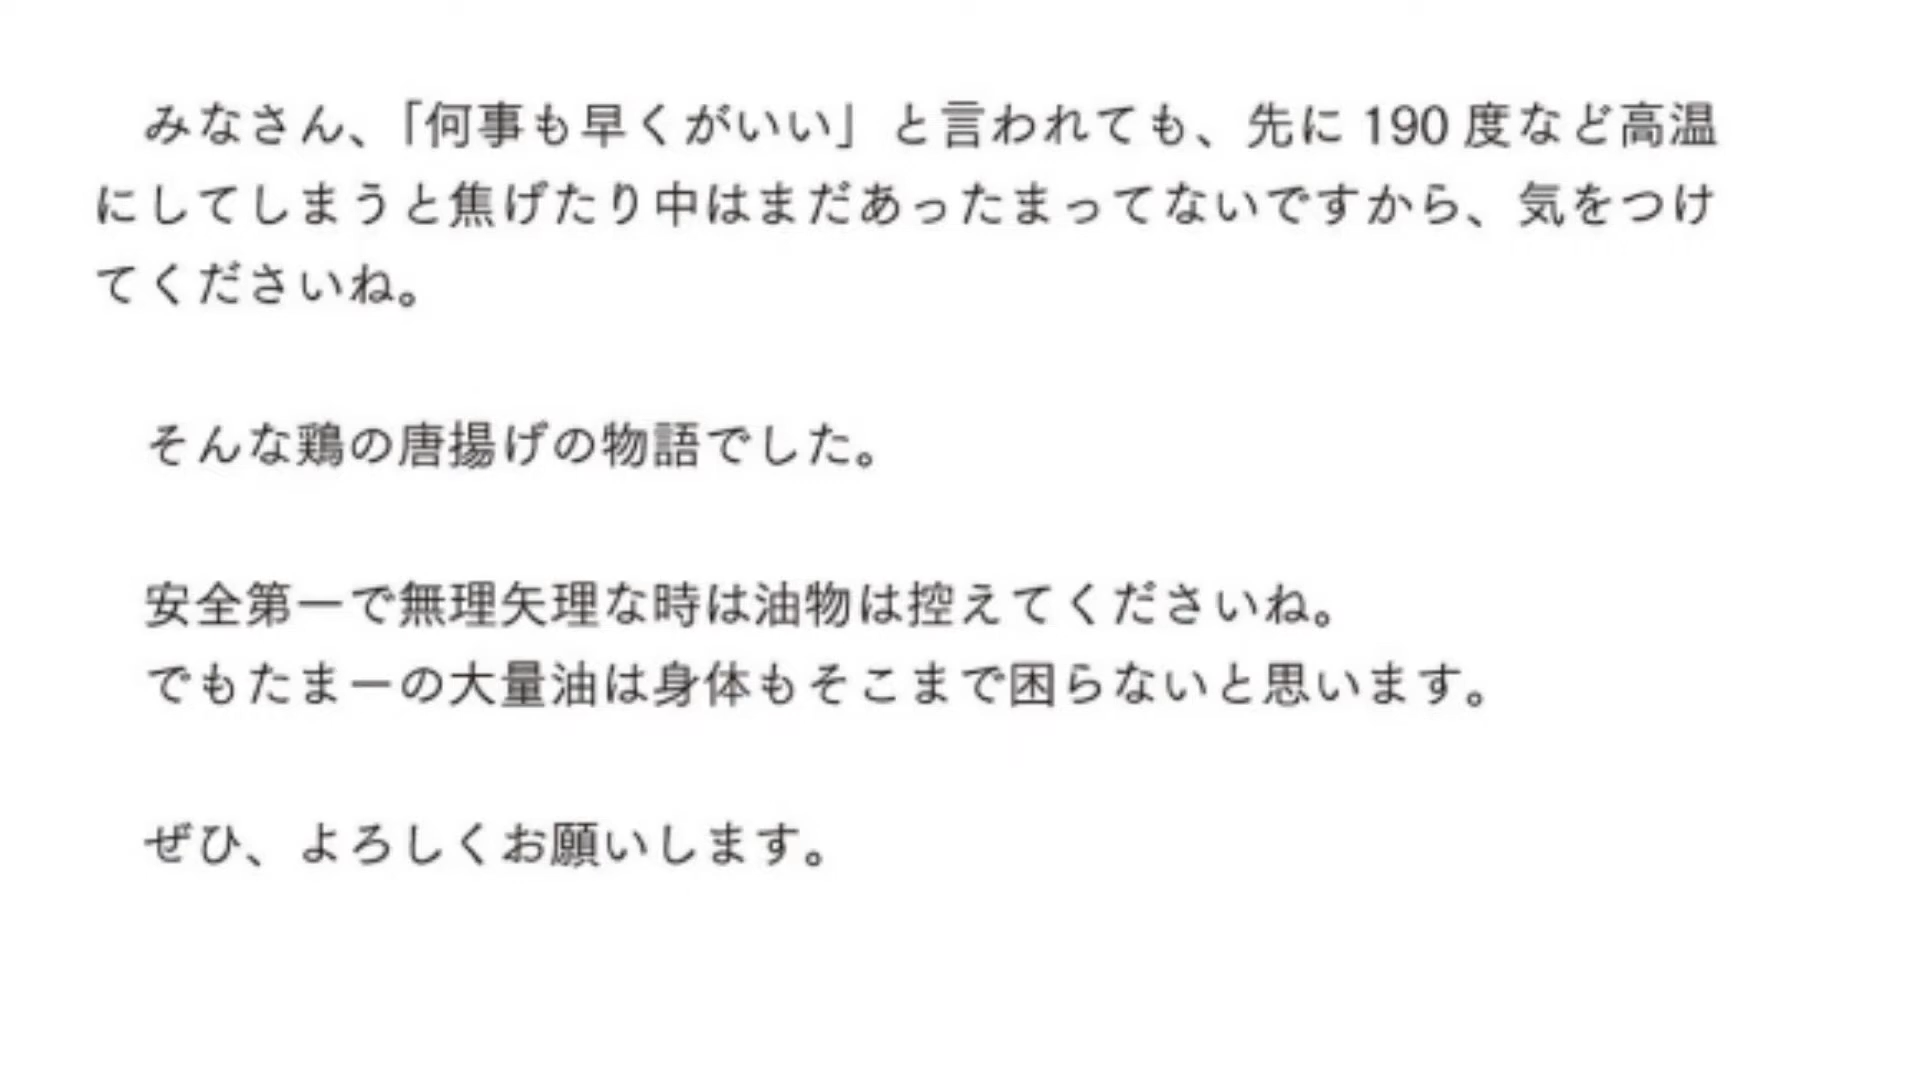 みなさん、「何事も早くがいい」と言われても、先に 190 度など高温
にしてしまうと焦げたり中はまだあったまってないですから、気をつけ
てくださいね。
そんな鶏の唐揚げの物語でした。
安全第一で無理矢理な時は油物は控えてくださいね。
でもたまーの大量油は身体もそこまで困らないと思います。
ぜひ、よろしくお願いします。